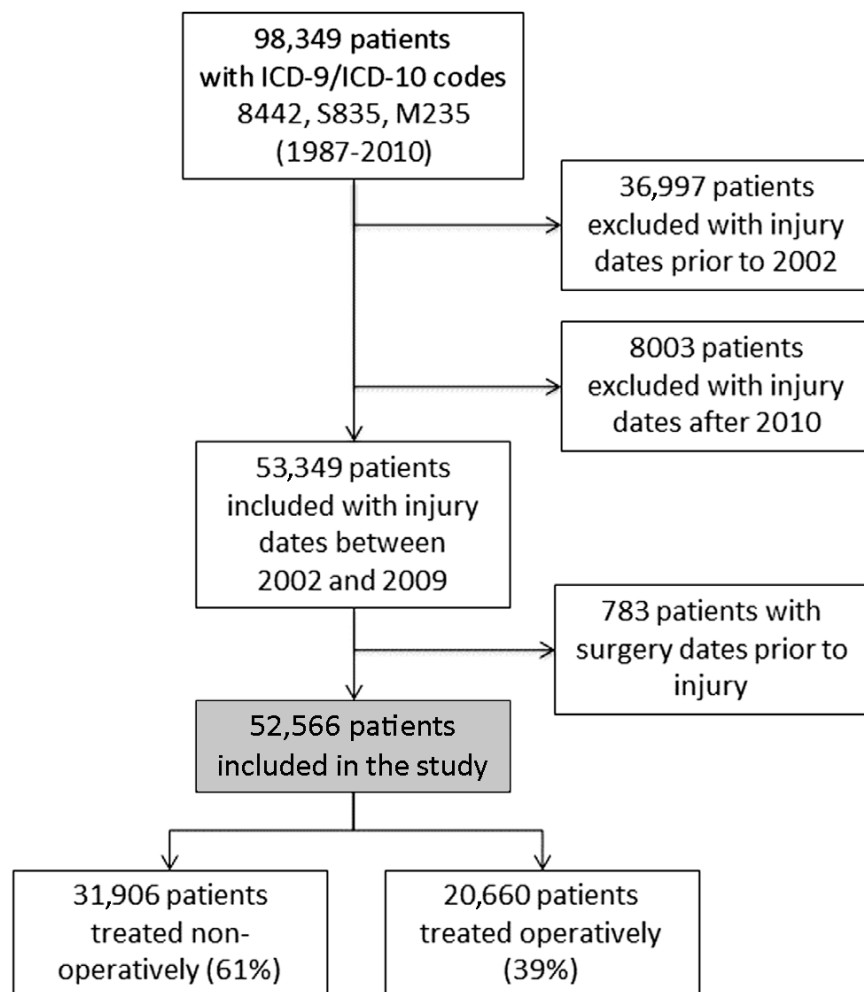 98,349 patients
with ICD-9/ICD-10 codes
8442, S835, M235
(1987-2010)
36,997 patients
excluded with injury
dates prior to 2002
8003 patients
excluded with injury
dates after 2010
53,349 patients
included with injury
dates between
2002 and 2009
783 patients with
surgery dates prior to
injury
52,566 patients
included in the study
31,906 patients
treated non-
operatively (61%)
20,660 patients
treated operatively
(39%)